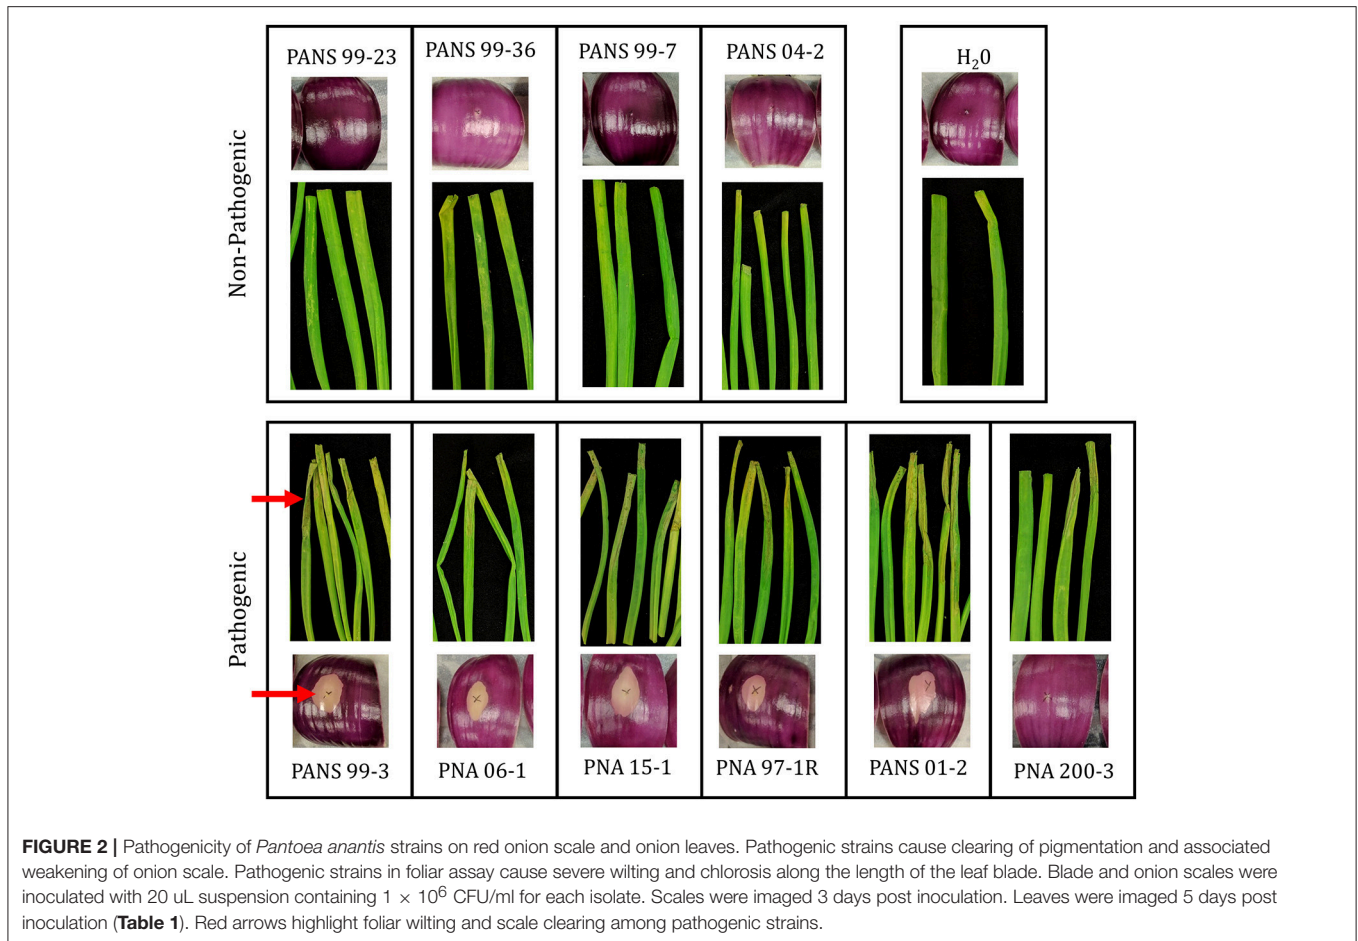 PANS 99-23
PANS 99-36
PANS 99-7
PANS 04-2
H₂0
Non-Pathogenic
Pathogenic
PANS 99-3
PNA 06-1
PNA 15-1
PNA 97-1R
PANS 01-2
PNA 200-3
FIGURE 2 | Pathogenicity of Pantoea anantis strains on red onion scale and onion leaves. Pathogenic strains cause clearing of pigmentation and associated
weakening of onion scale. Pathogenic strains in foliar assay cause severe wilting and chlorosis along the length of the leaf blade. Blade and onion scales were
inoculated with 20 uL suspension containing 1 × 10⁶ CFU/ml for each isolate. Scales were imaged 3 days post inoculation. Leaves were imaged 5 days post
inoculation (Table 1). Red arrows highlight foliar wilting and scale clearing among pathogenic strains.